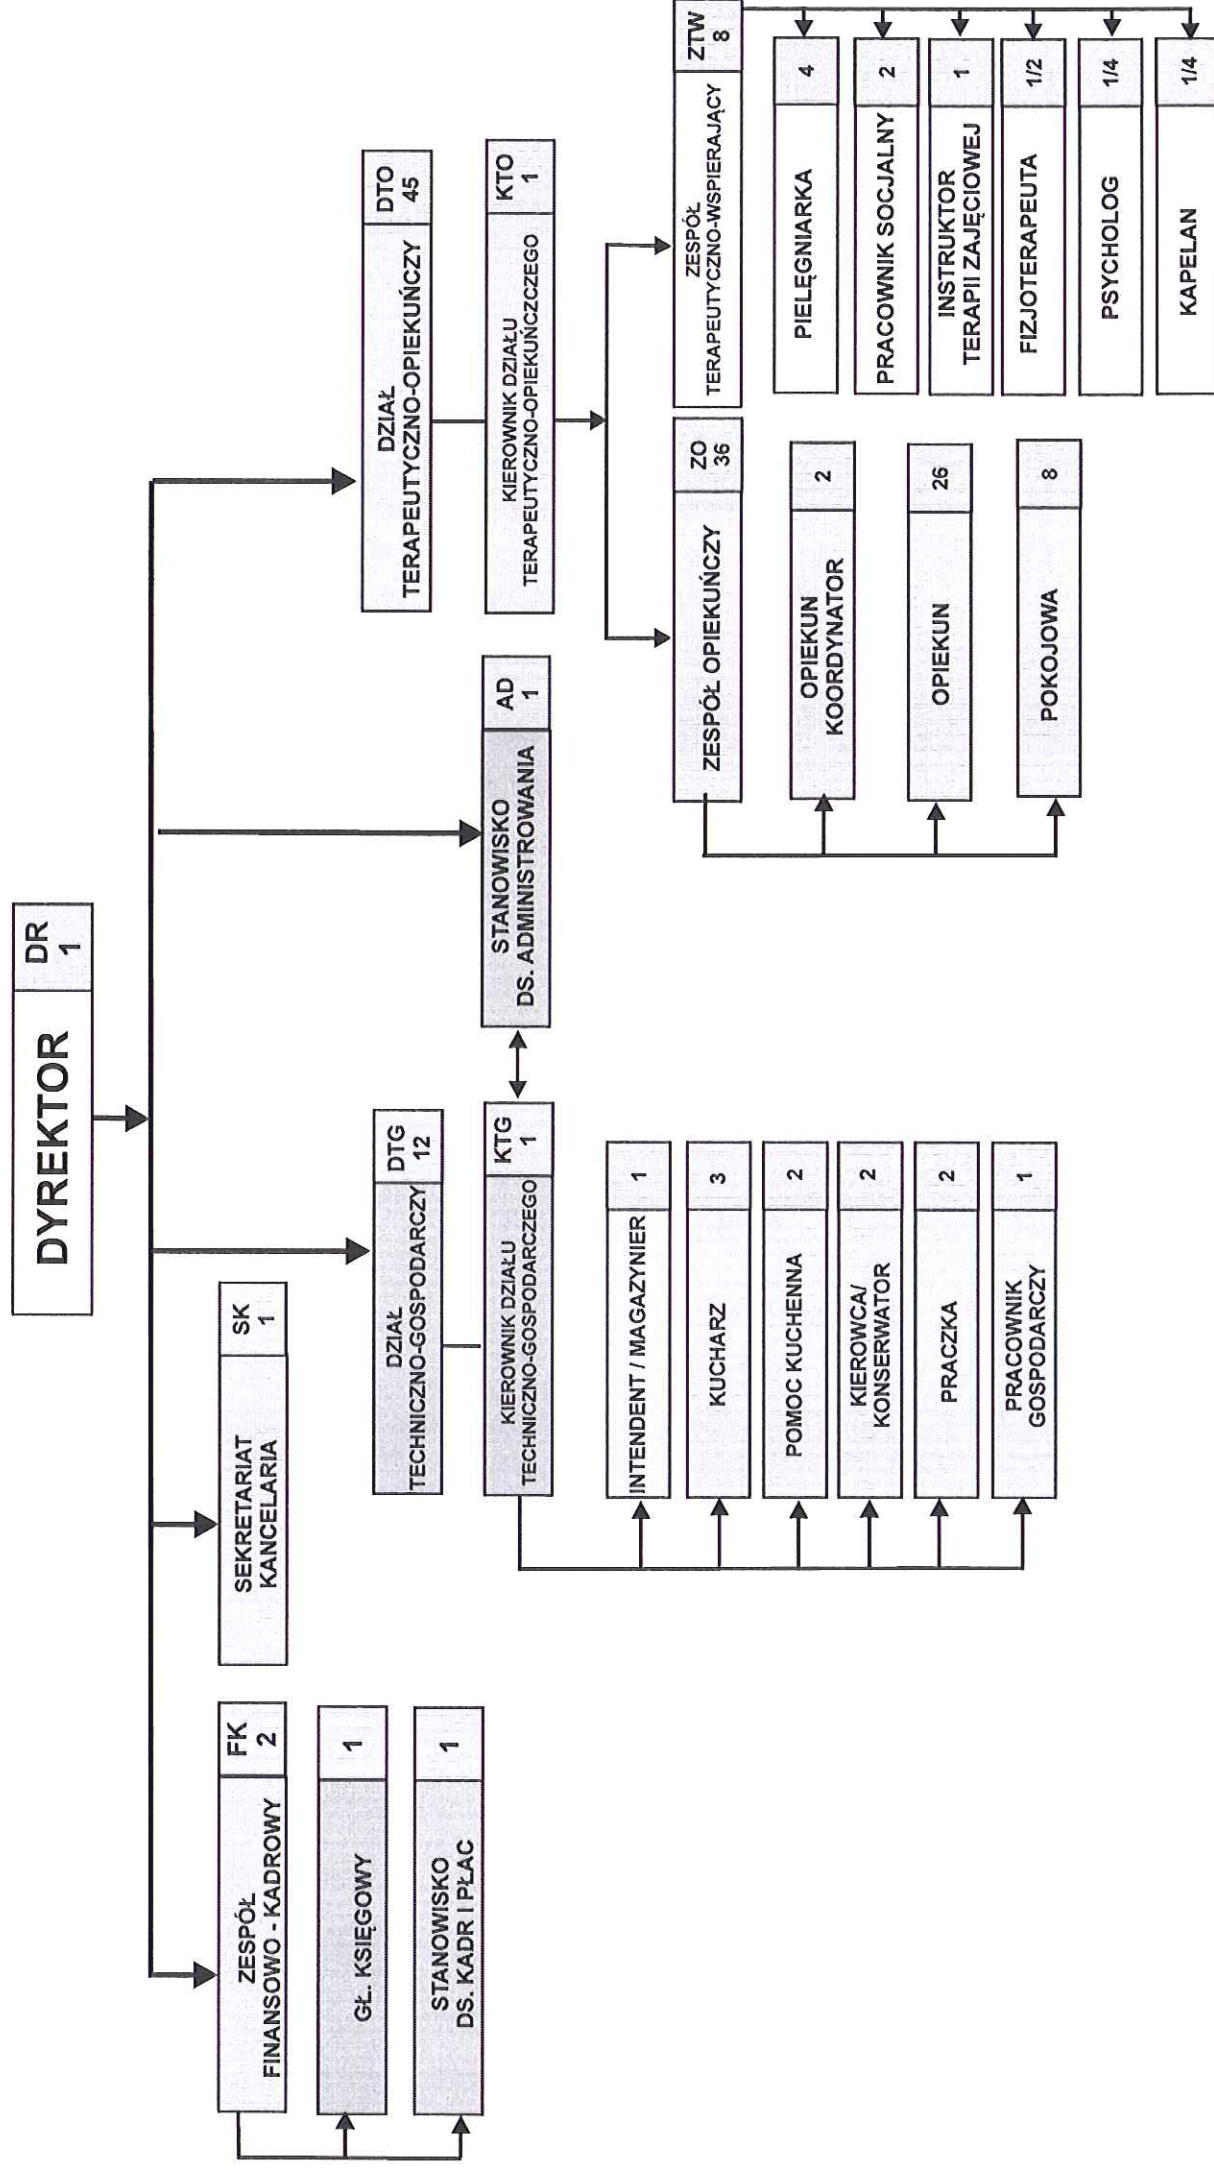 DYREKTOR
DR
1
ZESPÓŁ
FINANSOWO - KADROWY
FK
2
GŁ. KSIĘGOWY
1
STANOWISKO
DS. KADR I PŁAC
1
SEKRETARIAT
KANCELARIA
SK
1
DZIAŁ
TECHNICZNO-GOSPODARCZY
DTG
12
KIEROWNIK DZIAŁU
TECHNICZNO-GOSPODARCZEGO
KTG
1
INTENDENT / MAGAZYNIER
1
KUCHARZ
3
POMOC KUCHENNA
2
KIEROWCA/
KONSERWATOR
2
PRACZKA
2
PRACOWNIK
GOSPODARCZY
1
STANOWISKO
DS. ADMINISTROWANIA
AD
1
DZIAŁ
TERAPEUTYCZNO-OPIEKUŃCZY
DTO
45
KIEROWNIK DZIAŁU
TERAPEUTYCZNO-OPIEKUŃCZCZEGO
KTO
1
ZESPÓŁ OPIEKUŃCZY
ZO
36
OPIEKUN
KOORDYNATOR
2
OPIEKUN
26
POKOJOWA
8
ZESPÓŁ
TERAPEUTYCZNO-WSPIERAJĄCY
ZTW
8
PIELĘGNIARKA
4
PRACOWNIK SOCJALNY
2
INSTRUKTOR
TERAPII ZAJĘCIOWEJ
1
FIZJOTERAPEUTA
1/2
PSYCHOLOG
1/4
KAPELAN
1/4